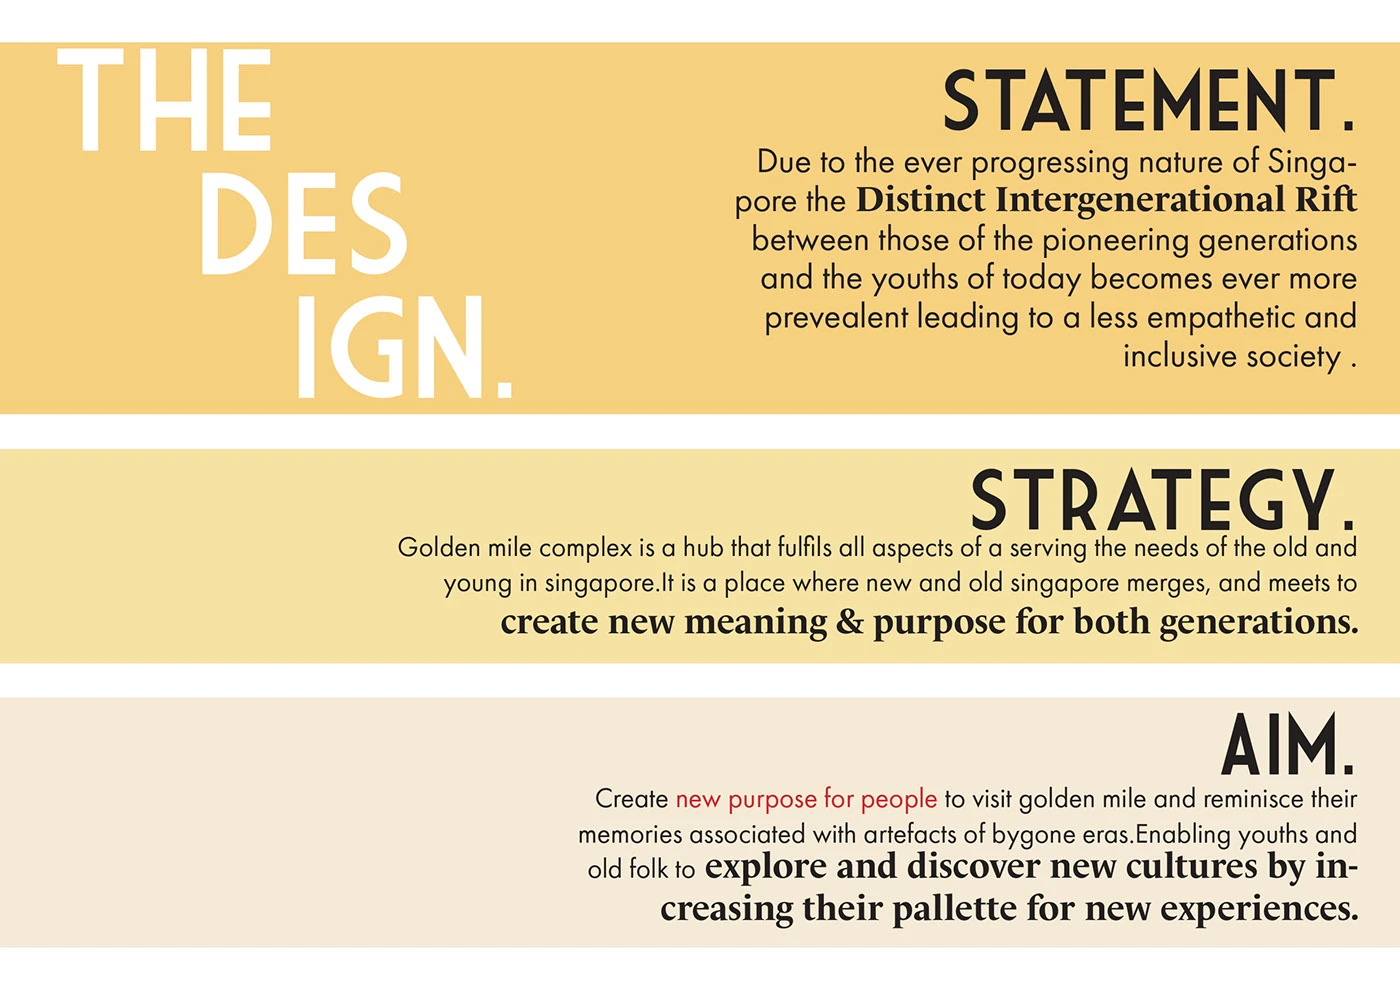 THE
DES
IGN.
STATEMENT.
Due to the ever progressing nature of Singa-
pore the Distinct Intergenerational Rift
between those of the pioneering generations
and the youths of today becomes ever more
prevealent leading to a less empathetic and
inclusive society .
STRATEGY.
Golden mile complex is a hub that fulfils all aspects of a serving the needs of the old and
young in singapore.It is a place where new and old singapore merges, and meets to
create new meaning & purpose for both generations.
AIM.
Create new purpose for people to visit golden mile and reminisce their
memories associated with artefacts of bygone eras.Enabling youths and
old folk to explore and discover new cultures by in-
creasing their pallette for new experiences.